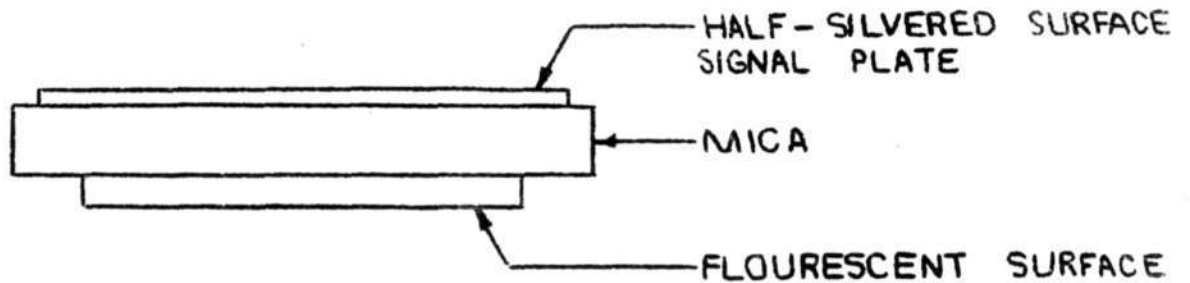 HALF-SILVERED SURFACE
SIGNAL PLATE
MICA
FLOURESCENT SURFACE